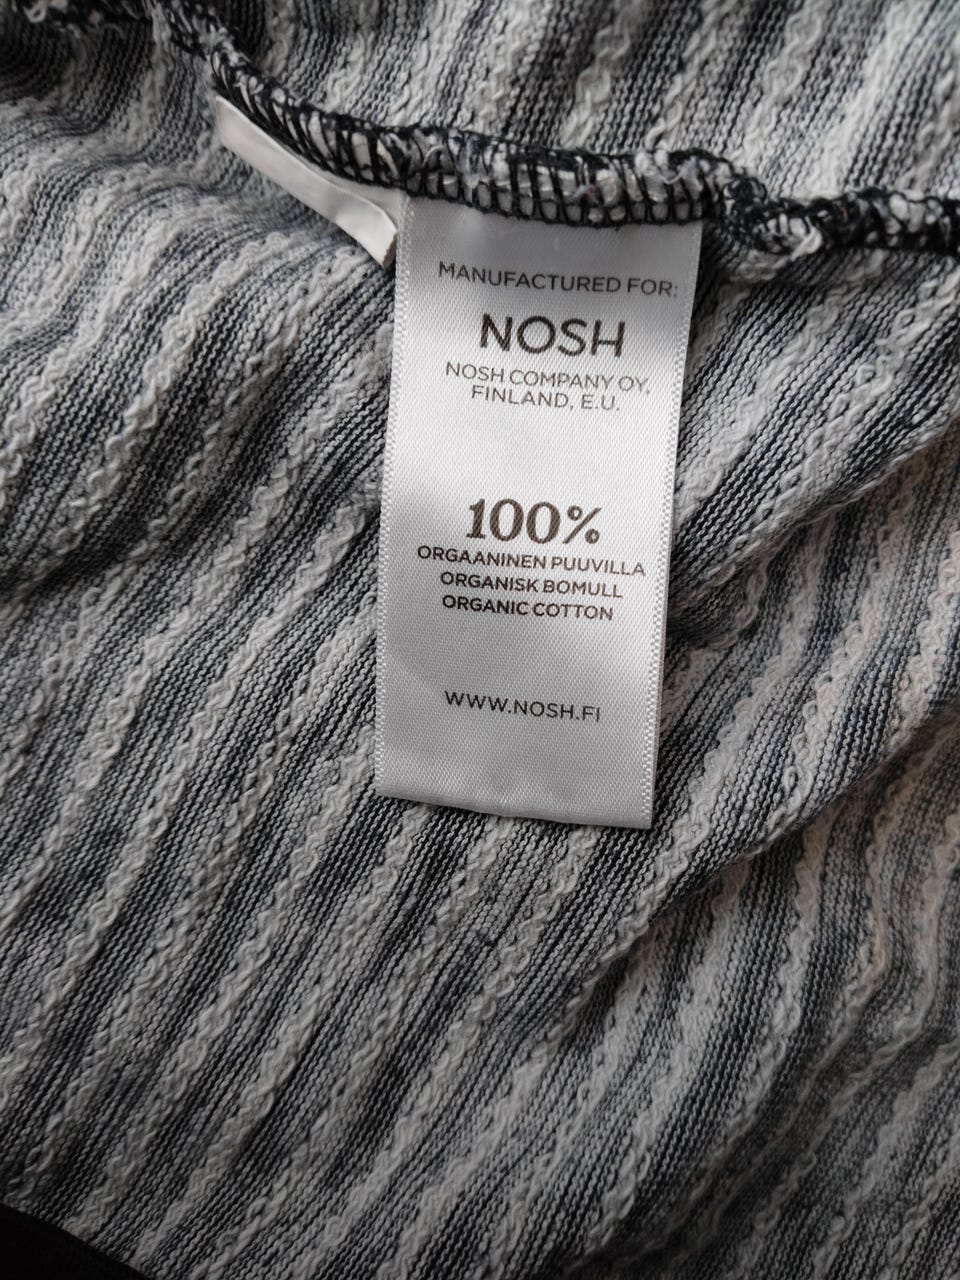 MANUFACTURED FOR:
NOSH
NOSH COMPANY OY,
FINLAND, E.U.
100%
ORGAANINEN PUUVILLA
ORGANISK BOMULL
ORGANIC COTTON
WWW.NOSH.FI